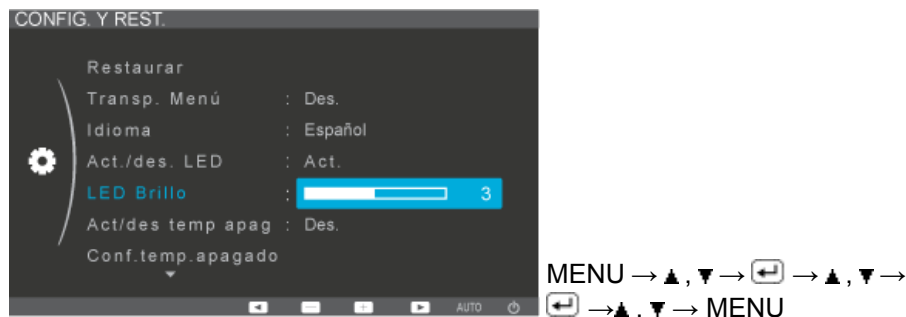 CONFIG. Y REST.
Restaurar
Transp. Menú : Des.
Idioma : Español
Act./des. LED : Act.
LED Brillo : 3
Act/des temp apag : Des.
Conf.temp.apagado
AUTO
MENU → ▲ , ▼ → ↵ → ▲ , ▼ →
↵ →▲ , ▼ → MENU